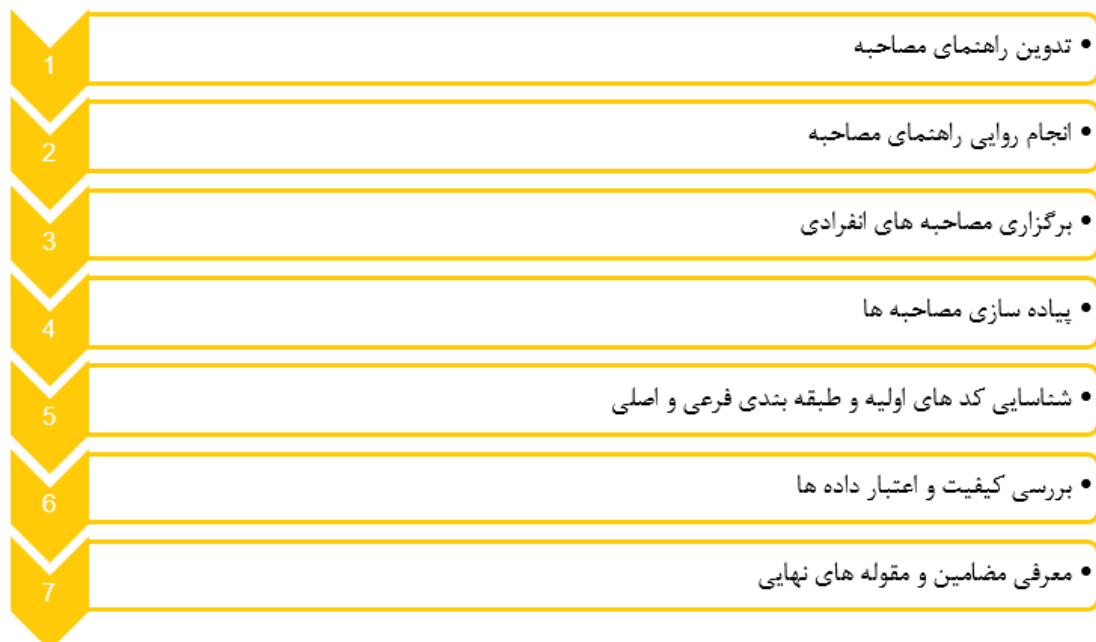 1
• تدوین راهنمای مصاحبه
2
• انجام روایی راهنمای مصاحبه
3
• برگزاری مصاحبه های انفرادی
4
• پیاده سازی مصاحبه ها
5
• شناسایی کد های اولیه و طبقه بندی فرعی و اصلی
6
• بررسی کیفیت و اعتبار داده ها
7
• معرفی مضامین و مقوله های نهایی